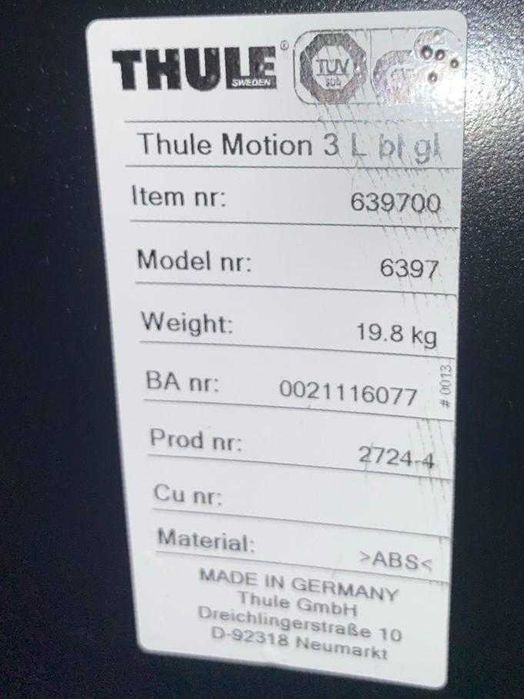 THULE®
SWEDEN
TÜV
SÜD
Thule Motion 3 L bl gl
Item nr: 639700
Model nr: 6397
Weight: 19.8 kg
BA nr: 0021116077
# 0013
Prod nr: 2724-4
Cu nr:
Material: >ABS<
MADE IN GERMANY
Thule GmbH
Dreichlingerstraße 10
D-92318 Neumarkt